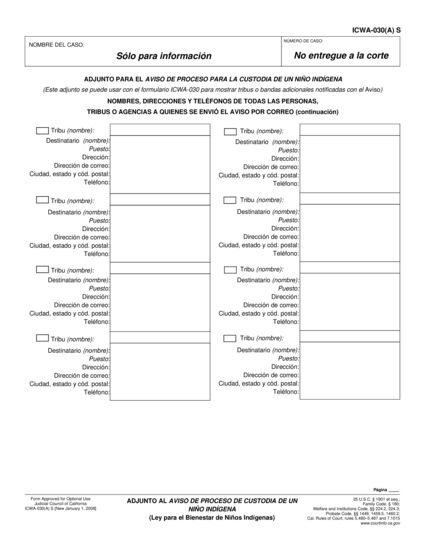 ICWA-030(A) S
NOMBRE DEL CASO:
Sólo para información
NÚMERO DE CASO:
No entregue a la corte
ADJUNTO PARA EL AVISO DE PROCESO PARA LA CUSTODIA DE UN NIÑO INDÍGENA
(Este adjunto se puede usar con el formulario ICWA-030 para mostrar tribus o bandas adicionales notificadas con el Aviso)
NOMBRES, DIRECCIONES Y TELÉFONOS DE TODAS LAS PERSONAS,
TRIBUS O AGENCIAS A QUIENES SE ENVIÓ EL AVISO POR CORREO (continuación)
Tribu (nombre):
Destinatario (nombre):
Puesto:
Dirección:
Dirección de correo:
Ciudad, estado y cód. postal:
Teléfono:
Tribu (nombre):
Destinatario (nombre):
Puesto:
Dirección:
Dirección de correo:
Ciudad, estado y cód. postal:
Teléfono:
Tribu (nombre):
Destinatario (nombre):
Puesto:
Dirección:
Dirección de correo:
Ciudad, estado y cód. postal:
Teléfono:
Tribu (nombre):
Destinatario (nombre):
Puesto:
Dirección:
Dirección de correo:
Ciudad, estado y cód. postal:
Teléfono:
Tribu (nombre):
Destinatario (nombre):
Puesto:
Dirección:
Dirección de correo:
Ciudad, estado y cód. postal:
Teléfono:
Tribu (nombre):
Destinatario (nombre):
Puesto:
Dirección:
Dirección de correo:
Ciudad, estado y cód. postal:
Teléfono:
Tribu (nombre):
Destinatario (nombre):
Puesto:
Dirección:
Dirección de correo:
Ciudad, estado y cód. postal:
Teléfono:
Tribu (nombre):
Destinatario (nombre):
Puesto:
Dirección:
Dirección de correo:
Ciudad, estado y cód. postal:
Teléfono:
Página ____
Form Approved for Optional Use
Judicial Council of California
ICWA-030(A) S [New January 1, 2008]
ADJUNTO AL AVISO DE PROCESO DE CUSTODIA DE UN
NIÑO INDÍGENA
(Ley para el Bienestar de Niños Indígenas)
25 U.S.C. § 1901 et seq.;
Family Code, § 180;
Welfare and Institutions Code, §§ 224.2, 224.3;
Probate Code, §§ 1449, 1459.5, 1460.2;
Cal. Rules of Court, rules 5.480–5.487 and 7.1015
www.courtinfo.ca.gov